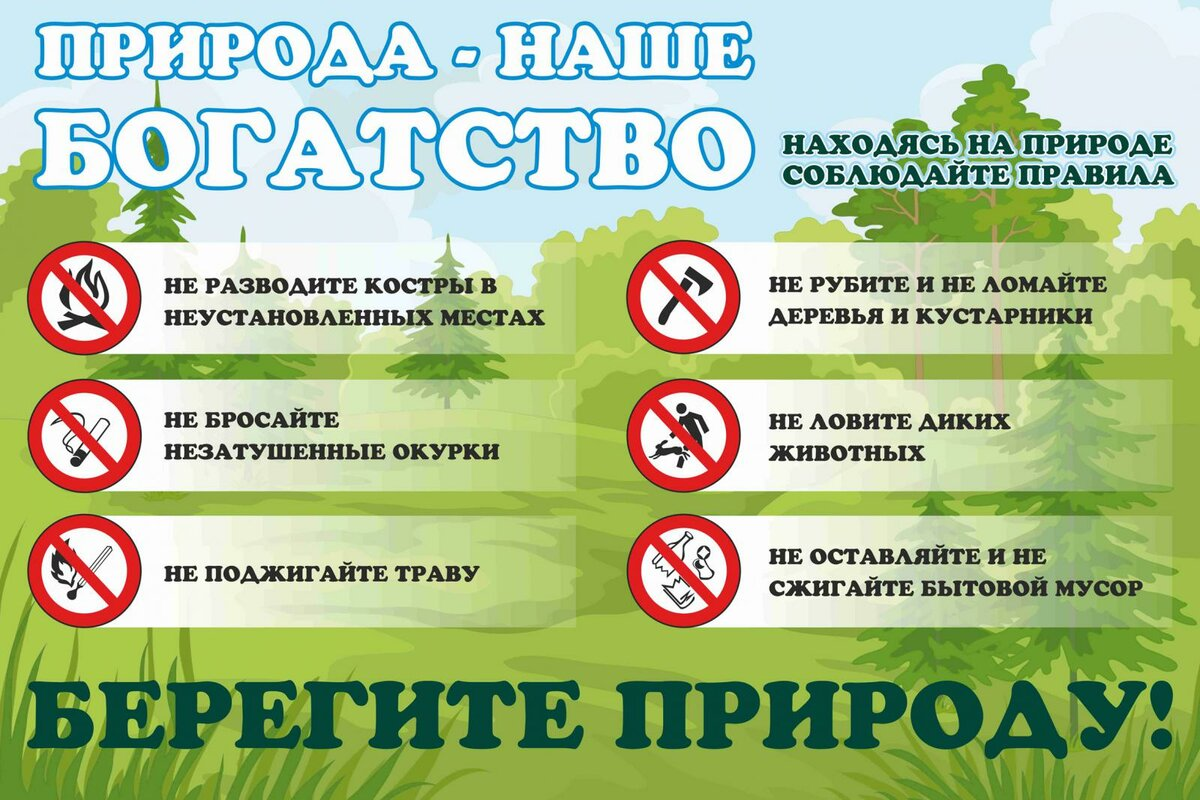 ПРИРОДА - НАШЕ
БОГАТСТВО
НАХОДЯСЬ НА ПРИРОДЕ
СОБЛЮДАЙТЕ ПРАВИЛА
НЕ РАЗВОДИТЕ КОСТРЫ В
НЕУСТАНОВЛЕННЫХ МЕСТАХ
НЕ БРОСАЙТЕ
НЕЗАТУШЕННЫЕ ОКУРКИ
НЕ ПОДЖИГАЙТЕ ТРАВУ
НЕ РУБИТЕ И НЕ ЛОМАЙТЕ
ДЕРЕВЬЯ И КУСТАРНИКИ
НЕ ЛОВИТЕ ДИКИХ
ЖИВОТНЫХ
НЕ ОСТАВЛЯЙТЕ И НЕ
СЖИГАЙТЕ БЫТОВОЙ МУСОР
БЕРЕГИТЕ ПРИРОДУ!